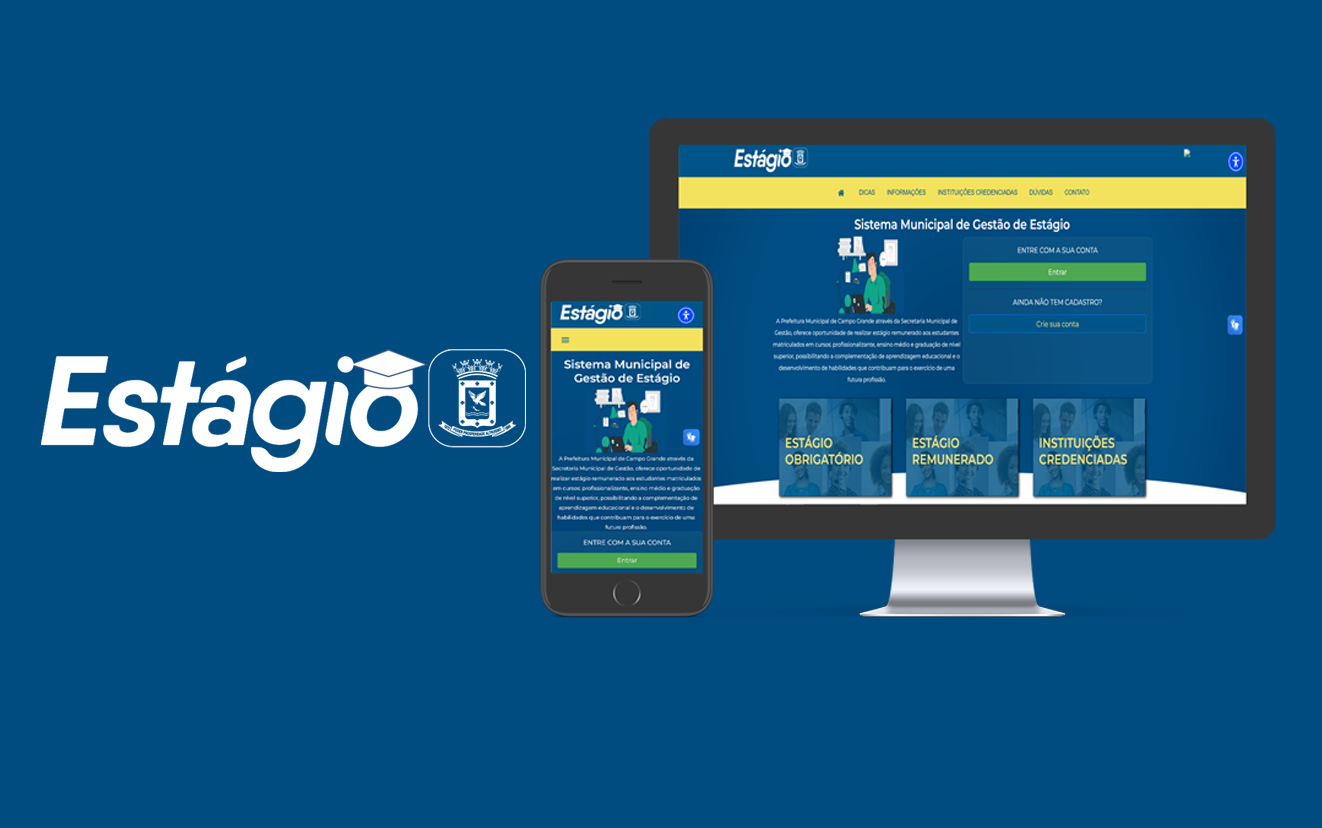 Estágio
Estágio
Sistema Municipal de
Gestão de Estágio
A Prefeitura Municipal de Campo Grande através da
Secretaria Municipal de Gestão, oferece oportunidade de
realizar estágio remunerado aos estudantes matriculados
em cursos: profissionalizante, ensino médio e graduação
de nível superior, possibilitando a complementação de
aprendizagem educacional e o desenvolvimento de
habilidades que contribuam para o exercício de uma
futura profissão.
ENTRE COM A SUA CONTA
Entrar
Estágio
DICAS INFORMAÇÕES INSTITUIÇÕES CREDENCIADAS DÚVIDAS CONTATO
Sistema Municipal de Gestão de Estágio
A Prefeitura Municipal de Campo Grande através da Secretaria Municipal de
Gestão, oferece oportunidade de realizar estágio remunerado aos estudantes
matriculados em cursos: profissionalizante, ensino médio e graduação de nível
superior, possibilitando a complementação de aprendizagem educacional e o
desenvolvimento de habilidades que contribuam para o exercício de uma
futura profissão.
ENTRE COM A SUA CONTA
Entrar
AINDA NÃO TEM CADASTRO?
Crie sua conta
ESTÁGIO
OBRIGATÓRIO
ESTÁGIO
REMUNERADO
INSTITUIÇÕES
CREDENCIADAS